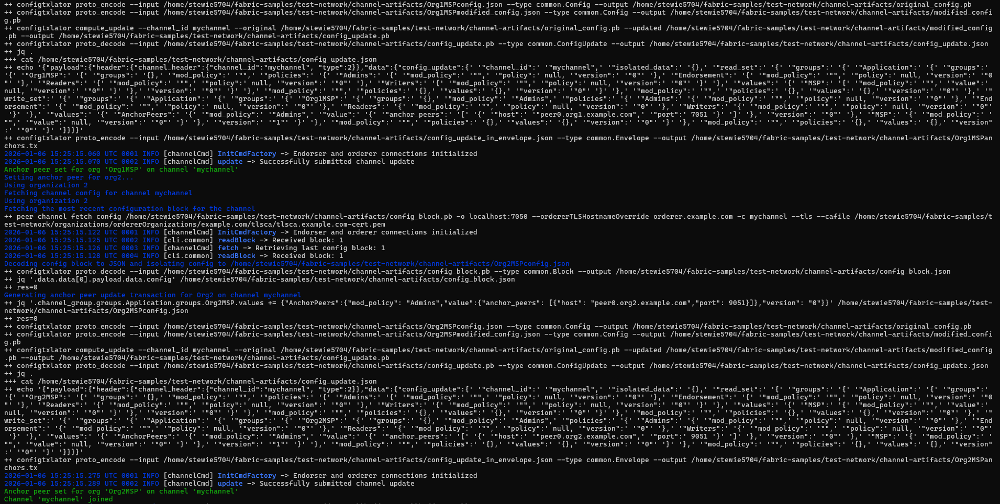 ++ configtxlator proto_encode --input /home/stewie5704/fabric-samples/test-network/channel-artifacts/Org1MSPconfig.json --type common.Config --output /home/stewie5704/fabric-samples/test-network/channel-artifacts/original_config.pb
++ configtxlator proto_encode --input /home/stewie5704/fabric-samples/test-network/channel-artifacts/Org1MSPmodified_config.json --type common.Config --output /home/stewie5704/fabric-samples/test-network/channel-artifacts/modified_confi
g.pb
++ configtxlator compute_update --channel_id mychannel --original /home/stewie5704/fabric-samples/test-network/channel-artifacts/original_config.pb --updated /home/stewie5704/fabric-samples/test-network/channel-artifacts/modified_config
.pb --output /home/stewie5704/fabric-samples/test-network/channel-artifacts/config_update.pb
++ configtxlator proto_decode --input /home/stewie5704/fabric-samples/test-network/channel-artifacts/config_update.pb --type common.ConfigUpdate --output /home/stewie5704/fabric-samples/test-network/channel-artifacts/config_update.json
++ jq .
+++ cat /home/stewie5704/fabric-samples/test-network/channel-artifacts/config_update.json
++ echo '{"payload":{"header":{"channel_header":{"channel_id":"mychannel", "type":2}},"data":{"config_update":{' '"channel_id":' '"mychannel",' '"isolated_data":' '{},' '"read_set":' '{' '"groups":' '{' '"Application":' '{' '"groups":'
'{' '"Org1MSP":' '{' '"groups":' '{},' '"mod_policy":' '"",' '"policies":' '{' '"Admins":' '{' '"mod_policy":' '"",' '"policy":' null, '"version":' '"0"' '},' '"Endorsement":' '{' '"mod_policy":' '"",' '"policy":' null, '"version":' '"0
"' '},' '"Readers":' '{' '"mod_policy":' '"",' '"policy":' null, '"version":' '"0"' '},' '"Writers":' '{' '"mod_policy":' '"",' '"policy":' null, '"version":' '"0"' '}' '},' '"values":' '{' '"MSP":' '{' '"mod_policy":' '"",' '"value":'
null, '"version":' '"0"' '}' '},' '"version":' '"0"' '}' '},' '"mod_policy":' '"",' '"policies":' '{},' '"values":' '{},' '"version":' '"0"' '}' '},' '"mod_policy":' '"",' '"policies":' '{},' '"values":' '{},' '"version":' '"0"' '},' '"
write_set":' '{' '"groups":' '{' '"Application":' '{' '"groups":' '{' '"Org1MSP":' '{' '"groups":' '{},' '"mod_policy":' '"Admins",' '"policies":' '{' '"Admins":' '{' '"mod_policy":' '"",' '"policy":' null, '"version":' '"0"' '},' '"End
orsement":' '{' '"mod_policy":' '"",' '"policy":' null, '"version":' '"0"' '},' '"Readers":' '{' '"mod_policy":' '"",' '"policy":' null, '"version":' '"0"' '},' '"Writers":' '{' '"mod_policy":' '"",' '"policy":' null, '"version":' '"0"'
'}' '},' '"values":' '{' '"AnchorPeers":' '{' '"mod_policy":' '"Admins",' '"value":' '{' '"anchor_peers":' '[' '{' '"host":' '"peer0.org1.example.com",' '"port":' 7051 '}' ']' '},' '"version":' '"0"' '},' '"MSP":' '{' '"mod_policy":' '
"",' '"value":' null, '"version":' '"0"' '}' '},' '"version":' '"1"' '}' '},' '"mod_policy":' '"",' '"policies":' '{},' '"values":' '{},' '"version":' '"0"' '}' '},' '"mod_policy":' '"",' '"policies":' '{},' '"values":' '{},' '"version"
:' '"0"' '}' '}}}}'
++ configtxlator proto_encode --input /home/stewie5704/fabric-samples/test-network/channel-artifacts/config_update_in_envelope.json --type common.Envelope --output /home/stewie5704/fabric-samples/test-network/channel-artifacts/Org1MSPan
chors.tx
2026-01-06 15:25:15.060 UTC 0001 INFO [channelCmd] InitCmdFactory -> Endorser and orderer connections initialized
2026-01-06 15:25:15.070 UTC 0002 INFO [channelCmd] update -> Successfully submitted channel update
Anchor peer set for org 'Org1MSP' on channel 'mychannel'
Setting anchor peer for org2...
Using organization 2
Fetching channel config for channel mychannel
Using organization 2
Fetching the most recent configuration block for the channel
++ peer channel fetch config /home/stewie5704/fabric-samples/test-network/channel-artifacts/config_block.pb -o localhost:7050 --ordererTLSHostnameOverride orderer.example.com -c mychannel --tls --cafile /home/stewie5704/fabric-samples/t
est-network/organizations/ordererOrganizations/example.com/tlsca/tlsca.example.com-cert.pem
2026-01-06 15:25:15.122 UTC 0001 INFO [channelCmd] InitCmdFactory -> Endorser and orderer connections initialized
2026-01-06 15:25:15.125 UTC 0002 INFO [cli.common] readBlock -> Received block: 1
2026-01-06 15:25:15.126 UTC 0003 INFO [channelCmd] fetch -> Retrieving last config block: 1
2026-01-06 15:25:15.128 UTC 0004 INFO [cli.common] readBlock -> Received block: 1
Decoding config block to JSON and isolating config to /home/stewie5704/fabric-samples/test-network/channel-artifacts/Org2MSPconfig.json
++ configtxlator proto_decode --input /home/stewie5704/fabric-samples/test-network/channel-artifacts/config_block.pb --type common.Block --output /home/stewie5704/fabric-samples/test-network/channel-artifacts/config_block.json
++ jq '.data.data[0].payload.data.config' /home/stewie5704/fabric-samples/test-network/channel-artifacts/config_block.json
++ res=0
Generating anchor peer update transaction for Org2 on channel mychannel
++ jq '.channel_group.groups.Application.groups.Org2MSP.values += {"AnchorPeers":{"mod_policy": "Admins","value":{"anchor_peers": [{"host": "peer0.org2.example.com","port": 9051}]},"version": "0"}}' /home/stewie5704/fabric-samples/test-
network/channel-artifacts/Org2MSPconfig.json
++ res=0
++ configtxlator proto_encode --input /home/stewie5704/fabric-samples/test-network/channel-artifacts/Org2MSPconfig.json --type common.Config --output /home/stewie5704/fabric-samples/test-network/channel-artifacts/original_config.pb
++ configtxlator proto_encode --input /home/stewie5704/fabric-samples/test-network/channel-artifacts/Org2MSPmodified_config.json --type common.Config --output /home/stewie5704/fabric-samples/test-network/channel-artifacts/modified_confi
g.pb
++ configtxlator compute_update --channel_id mychannel --original /home/stewie5704/fabric-samples/test-network/channel-artifacts/original_config.pb --updated /home/stewie5704/fabric-samples/test-network/channel-artifacts/modified_config
.pb --output /home/stewie5704/fabric-samples/test-network/channel-artifacts/config_update.pb
++ configtxlator proto_decode --input /home/stewie5704/fabric-samples/test-network/channel-artifacts/config_update.pb --type common.ConfigUpdate --output /home/stewie5704/fabric-samples/test-network/channel-artifacts/config_update.json
++ jq .
+++ cat /home/stewie5704/fabric-samples/test-network/channel-artifacts/config_update.json
++ echo '{"payload":{"header":{"channel_header":{"channel_id":"mychannel", "type":2}},"data":{"config_update":{' '"channel_id":' '"mychannel",' '"isolated_data":' '{},' '"read_set":' '{' '"groups":' '{' '"Application":' '{' '"groups":'
'{' '"Org2MSP":' '{' '"groups":' '{},' '"mod_policy":' '"",' '"policies":' '{' '"Admins":' '{' '"mod_policy":' '"",' '"policy":' null, '"version":' '"0"' '},' '"Endorsement":' '{' '"mod_policy":' '"",' '"policy":' null, '"version":' '"0
"' '},' '"Readers":' '{' '"mod_policy":' '"",' '"policy":' null, '"version":' '"0"' '},' '"Writers":' '{' '"mod_policy":' '"",' '"policy":' null, '"version":' '"0"' '}' '},' '"values":' '{' '"MSP":' '{' '"mod_policy":' '"",' '"value":'
null, '"version":' '"0"' '}' '},' '"version":' '"0"' '}' '},' '"mod_policy":' '"",' '"policies":' '{},' '"values":' '{},' '"version":' '"0"' '}' '},' '"mod_policy":' '"",' '"policies":' '{},' '"values":' '{},' '"version":' '"0"' '},' '"
write_set":' '{' '"groups":' '{' '"Application":' '{' '"groups":' '{' '"Org2MSP":' '{' '"groups":' '{},' '"mod_policy":' '"Admins",' '"policies":' '{' '"Admins":' '{' '"mod_policy":' '"",' '"policy":' null, '"version":' '"0"' '},' '"End
orsement":' '{' '"mod_policy":' '"",' '"policy":' null, '"version":' '"0"' '},' '"Readers":' '{' '"mod_policy":' '"",' '"policy":' null, '"version":' '"0"' '},' '"Writers":' '{' '"mod_policy":' '"",' '"policy":' null, '"version":' '"0"'
'}' '},' '"values":' '{' '"AnchorPeers":' '{' '"mod_policy":' '"Admins",' '"value":' '{' '"anchor_peers":' '[' '{' '"host":' '"peer0.org2.example.com",' '"port":' 9051 '}' ']' '},' '"version":' '"0"' '},' '"MSP":' '{' '"mod_policy":' '
"",' '"value":' null, '"version":' '"0"' '}' '},' '"version":' '"1"' '}' '},' '"mod_policy":' '"",' '"policies":' '{},' '"values":' '{},' '"version":' '"0"' '}' '},' '"mod_policy":' '"",' '"policies":' '{},' '"values":' '{},' '"version"
:' '"0"' '}' '}}}}'
++ configtxlator proto_encode --input /home/stewie5704/fabric-samples/test-network/channel-artifacts/config_update_in_envelope.json --type common.Envelope --output /home/stewie5704/fabric-samples/test-network/channel-artifacts/Org2MSPan
chors.tx
2026-01-06 15:25:15.275 UTC 0001 INFO [channelCmd] InitCmdFactory -> Endorser and orderer connections initialized
2026-01-06 15:25:15.289 UTC 0002 INFO [channelCmd] update -> Successfully submitted channel update
Anchor peer set for org 'Org2MSP' on channel 'mychannel'
Channel 'mychannel' joined